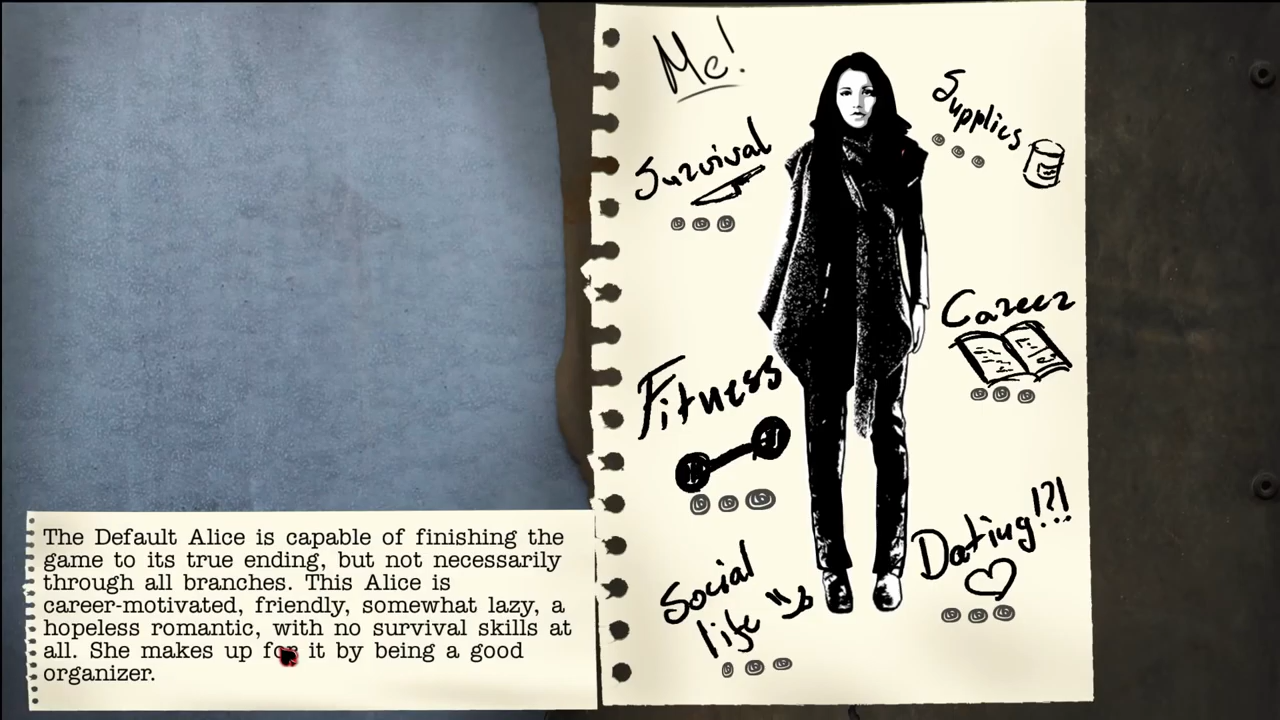 Me!
Supplies
Survival
Career
Fitness
Dating!?!
Social
life
The Default Alice is capable of finishing the
game to its true ending, but not necessarily
through all branches. This Alice is
career-motivated, friendly, somewhat lazy, a
hopeless romantic, with no survival skills at
all. She makes up for it by being a good
organizer.